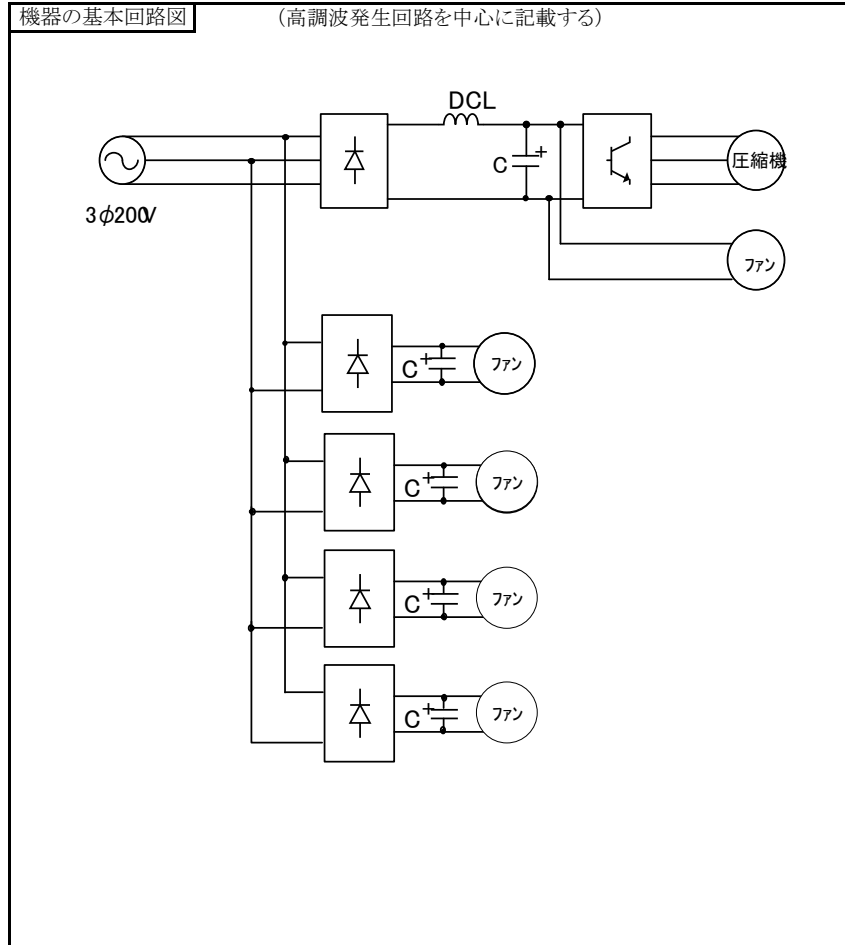 機器の基本回路図 (高調波発生回路を中心に記載する)
DCL
C +
圧縮機
3φ200V
ファン
C + ファン
C + ファン
C + ファン
C + ファン